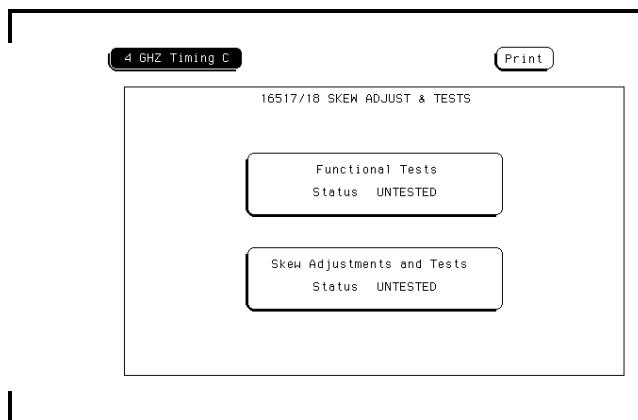 4 GHZ Timing C
Print
16517/18 SKEW ADJUST & TESTS
Functional Tests
Status UNTESTED
Skew Adjustments and Tests
Status UNTESTED